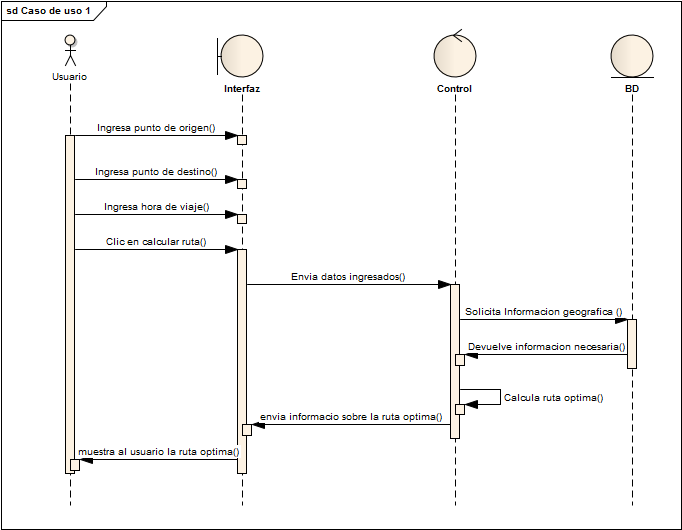 sd Caso de uso 1
Usuario
Interfaz
Control
BD
Ingresa punto de origen()
Ingresa punto de destino()
Ingresa hora de viaje()
Clic en calcular ruta()
Envia datos ingresados()
Solicita Informacion geografica ()
Devuelve informacion necesaria()
Calcula ruta optima()
envia informacio sobre la ruta optima()
muestra al usuario la ruta optima()